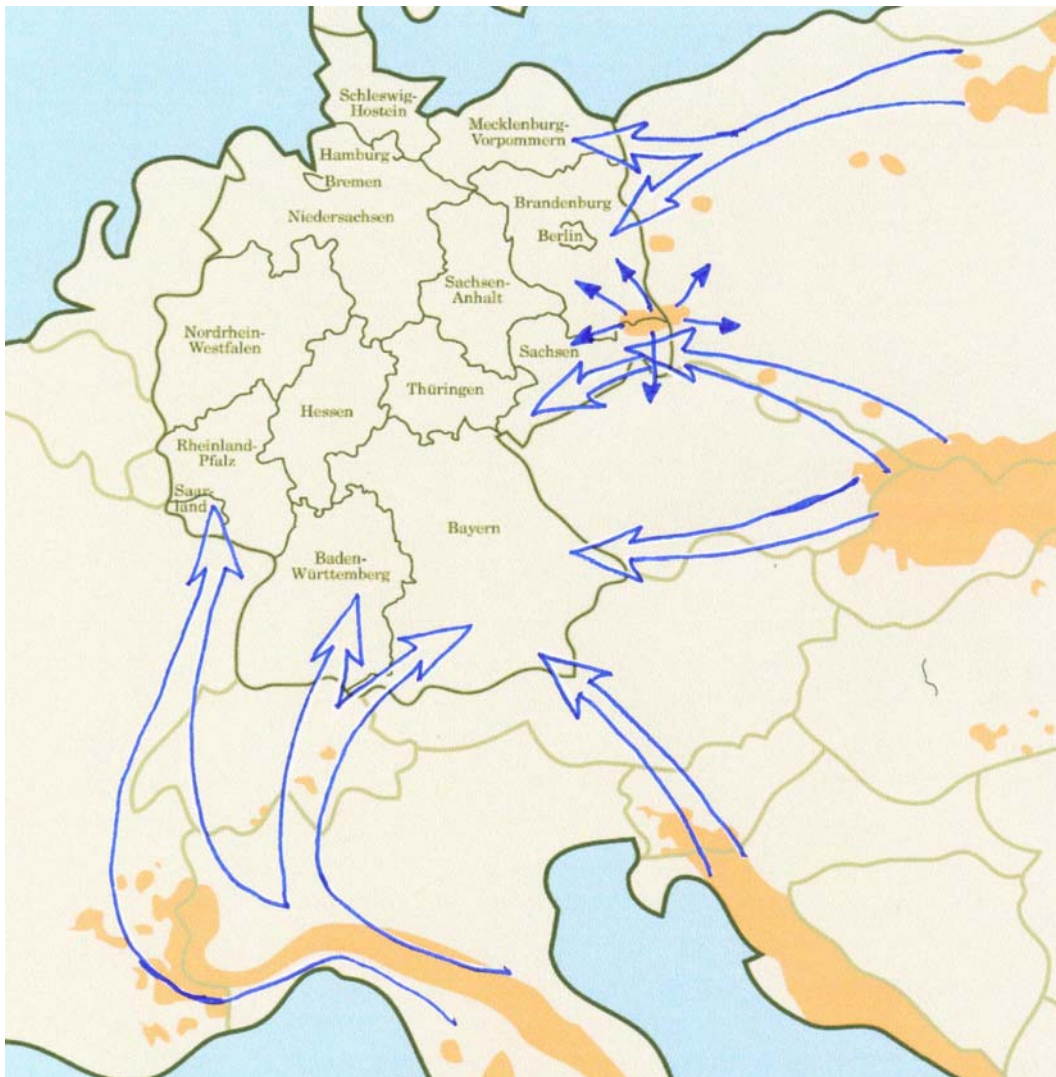 Schleswig-
Hostein
Mecklenburg-
Vorpommern
Hamburg
Bremen
Niedersachsen
Brandenburg
Berlin
Sachsen-
Anhalt
Nordrhein-
Westfalen
Sachsen
Thüringen
Hessen
Rheinland-
Pfalz
Saar-
land
Bayern
Baden-
Württemberg